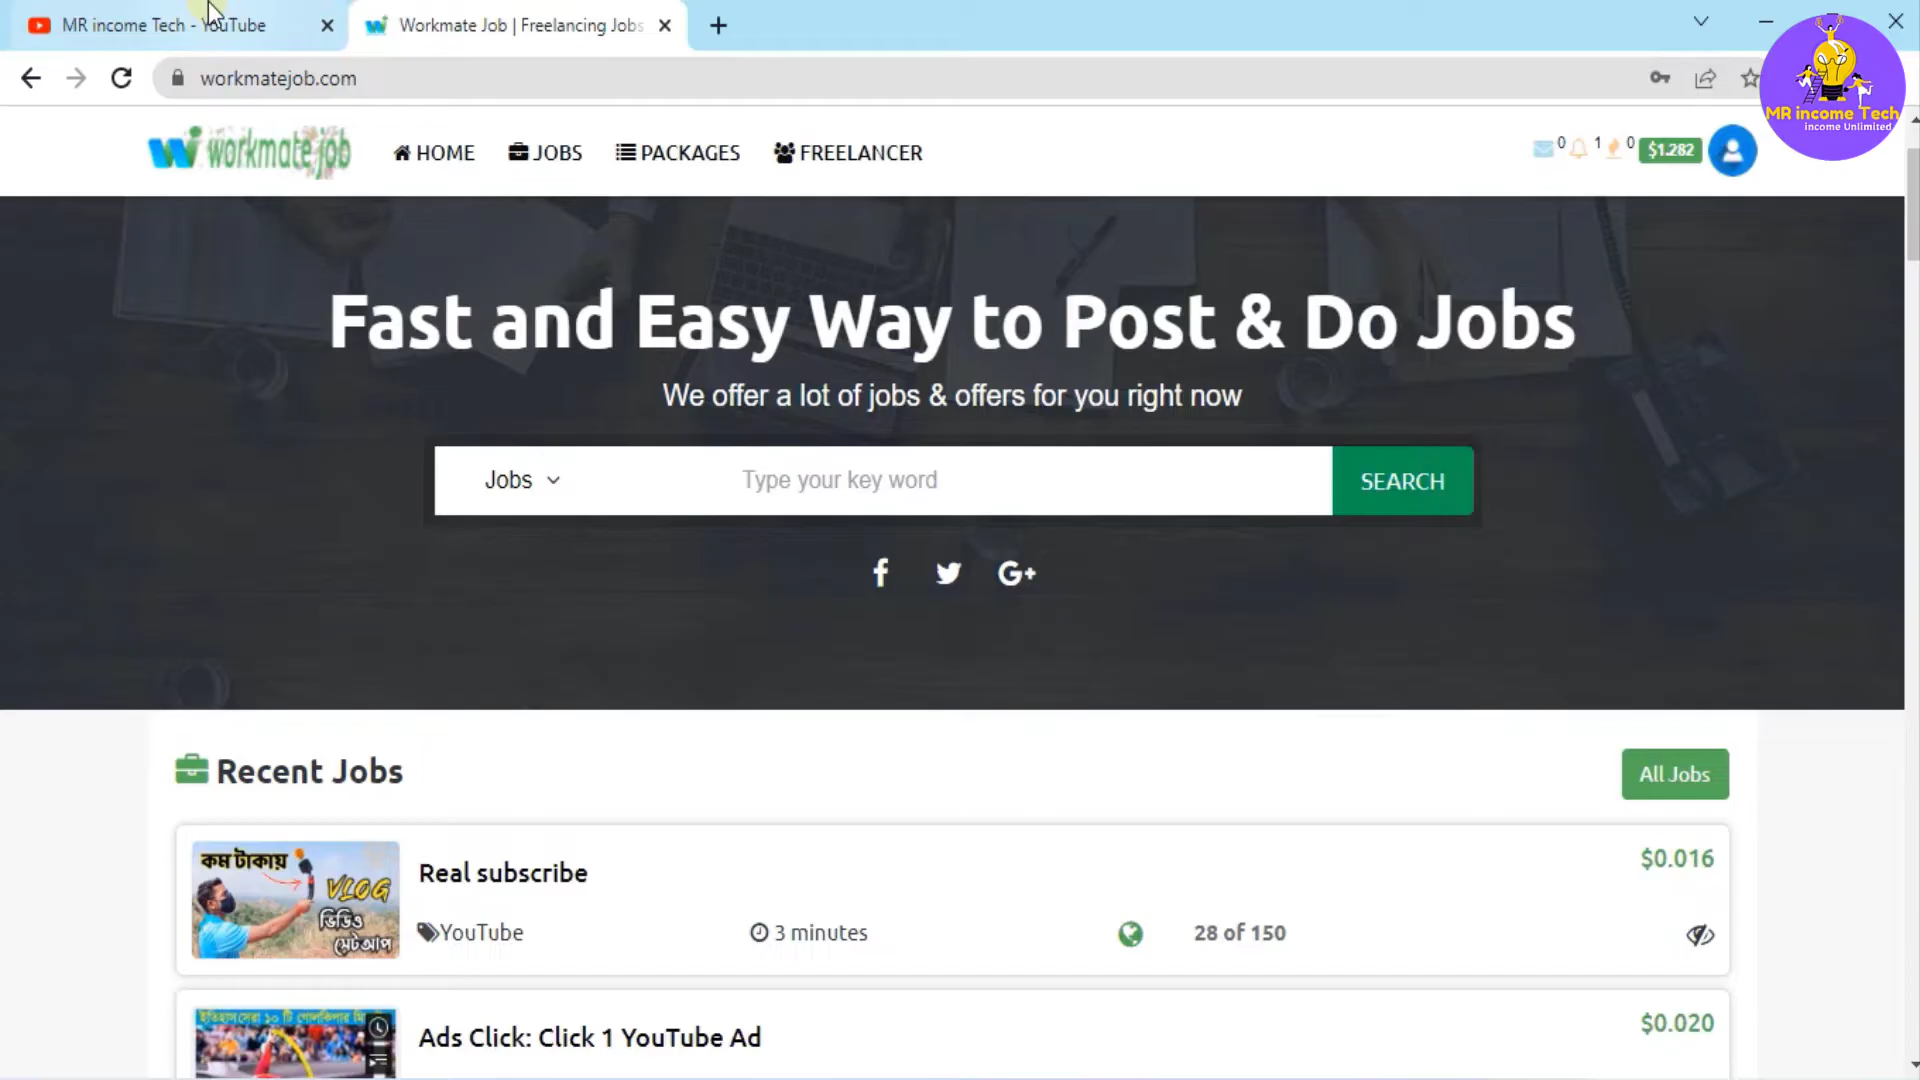 MR income Tech - YouTube
Workmate Job | Freelancing Jobs
workmatejob.com
MR income Tech
income Unlimited
workmate job
HOME
JOBS
PACKAGES
FREELANCER
0
1
0
$1.282
Fast and Easy Way to Post & Do Jobs
We offer a lot of jobs & offers for you right now
Jobs
Type your key word
SEARCH
Recent Jobs
All Jobs
কম টাকায়
VLOG
ভিডিও
সেটআপ
Real subscribe
$0.016
YouTube
3 minutes
28 of 150
Ads Click: Click 1 YouTube Ad
$0.020